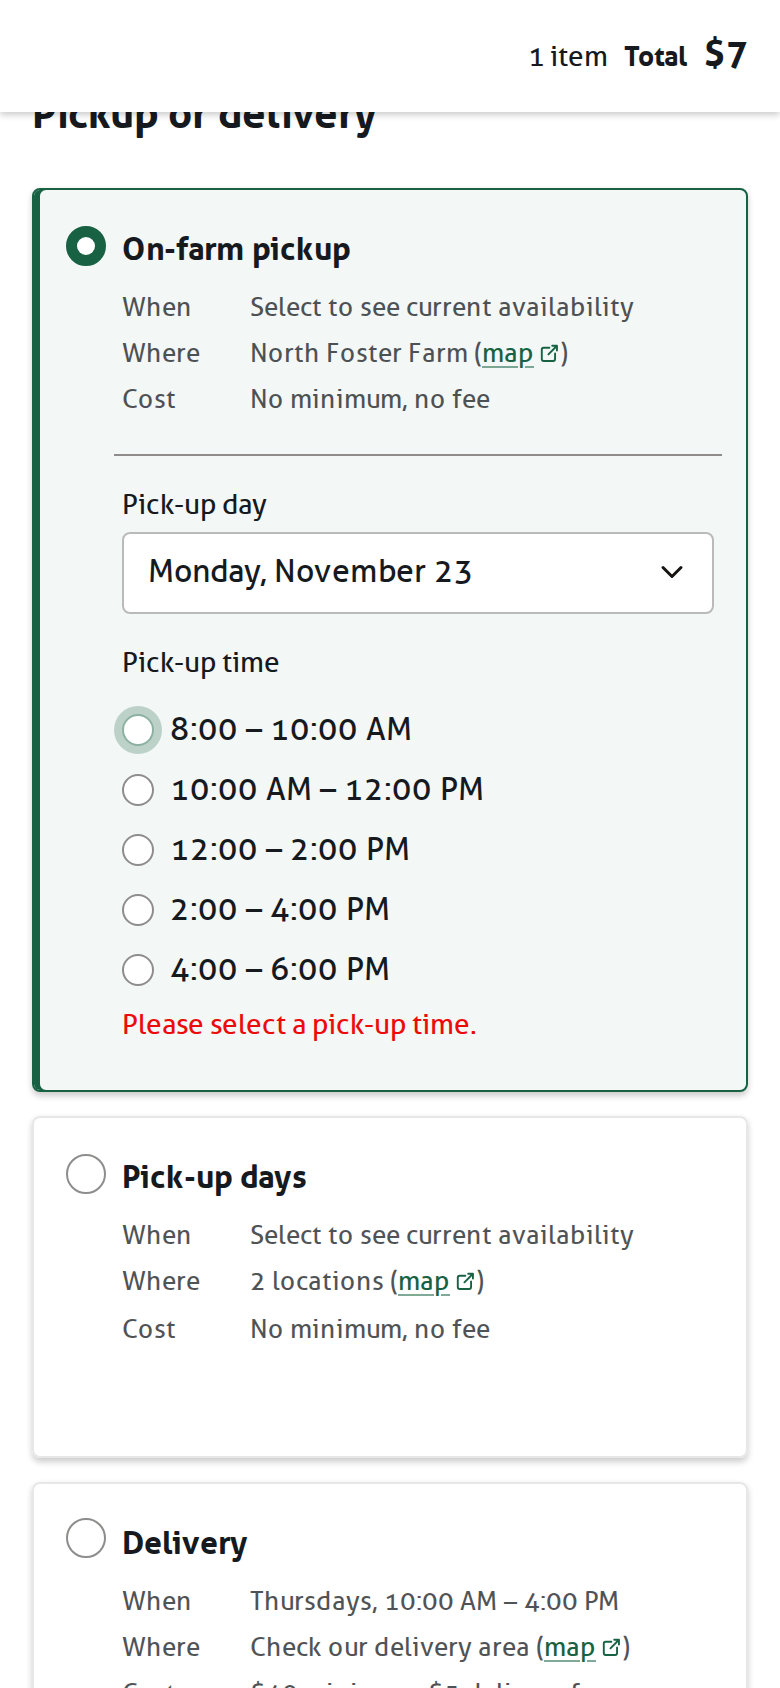 1 item Total $7
Pickup or delivery
On-farm pickup
When Select to see current availability
Where North Foster Farm (map)
Cost No minimum, no fee
Pick-up day
Monday, November 23
Pick-up time
8:00 – 10:00 AM
10:00 AM – 12:00 PM
12:00 – 2:00 PM
2:00 – 4:00 PM
4:00 – 6:00 PM
Please select a pick-up time.
Pick-up days
When Select to see current availability
Where 2 locations (map)
Cost No minimum, no fee
Delivery
When Thursdays, 10:00 AM – 4:00 PM
Where Check our delivery area (map)